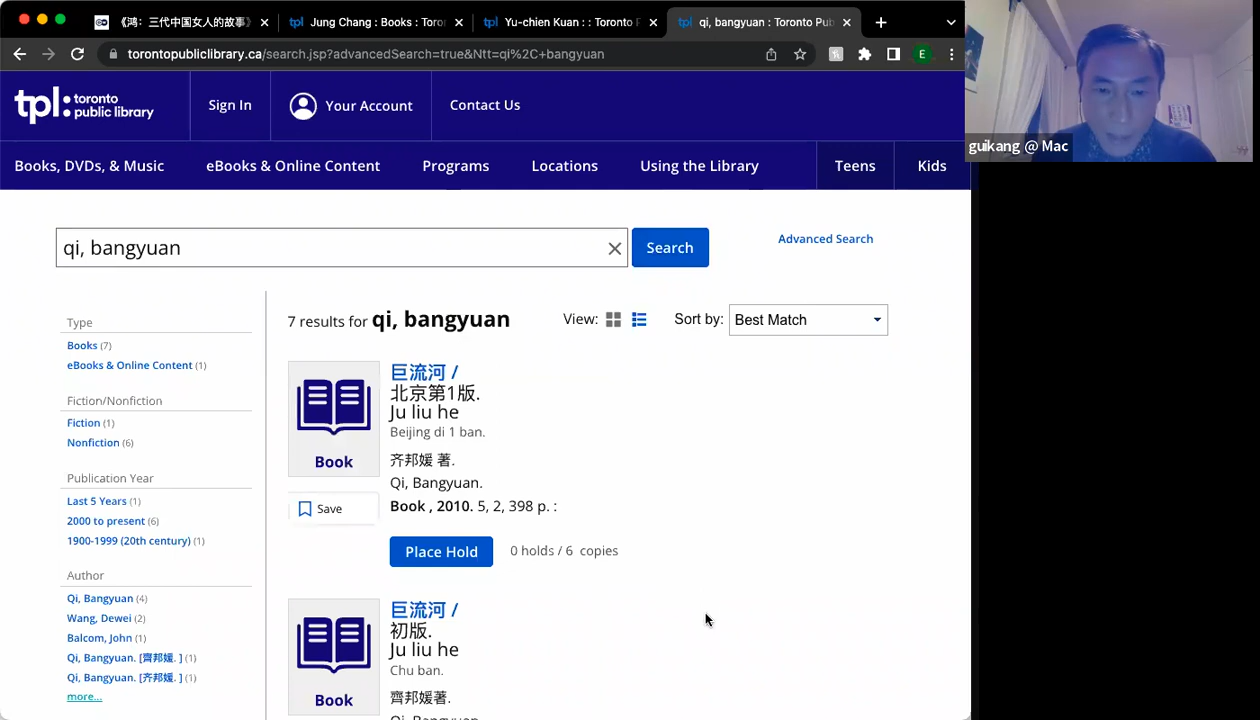 《鸿：三代中国女人的故事》
Jung Chang : Books : Toro
Yu-chien Kuan : : Toronto P
qi, bangyuan : Toronto Pub
torontopubliclibrary.ca/search.jsp?advancedSearch=true&Ntt=qi%2C+bangyuan
E
guikang @ Mac
tpl: toronto public library
Sign In
Your Account
Contact Us
Books, DVDs, & Music
eBooks & Online Content
Programs
Locations
Using the Library
Teens
Kids
qi, bangyuan
Search
Advanced Search
Type
Books (7)
eBooks & Online Content (1)
Fiction/Nonfiction
Fiction (1)
Nonfiction (6)
Publication Year
Last 5 Years (1)
2000 to present (6)
1900-1999 (20th century) (1)
Author
Qi, Bangyuan (4)
Wang, Dewei (2)
Balcom, John (1)
Qi, Bangyuan. [齊邦媛. ] (1)
Qi, Bangyuan. [齐邦媛. ] (1)
more...
7 results for qi, bangyuan
View:
Sort by: Best Match
Book
Save
巨流河 /
北京第1版.
Ju liu he
Beijing di 1 ban.
齐邦媛 著.
Qi, Bangyuan.
Book , 2010. 5, 2, 398 p. :
Place Hold
0 holds / 6 copies
Book
巨流河 /
初版.
Ju liu he
Chu ban.
齊邦媛著.
Qi, Bangyuan